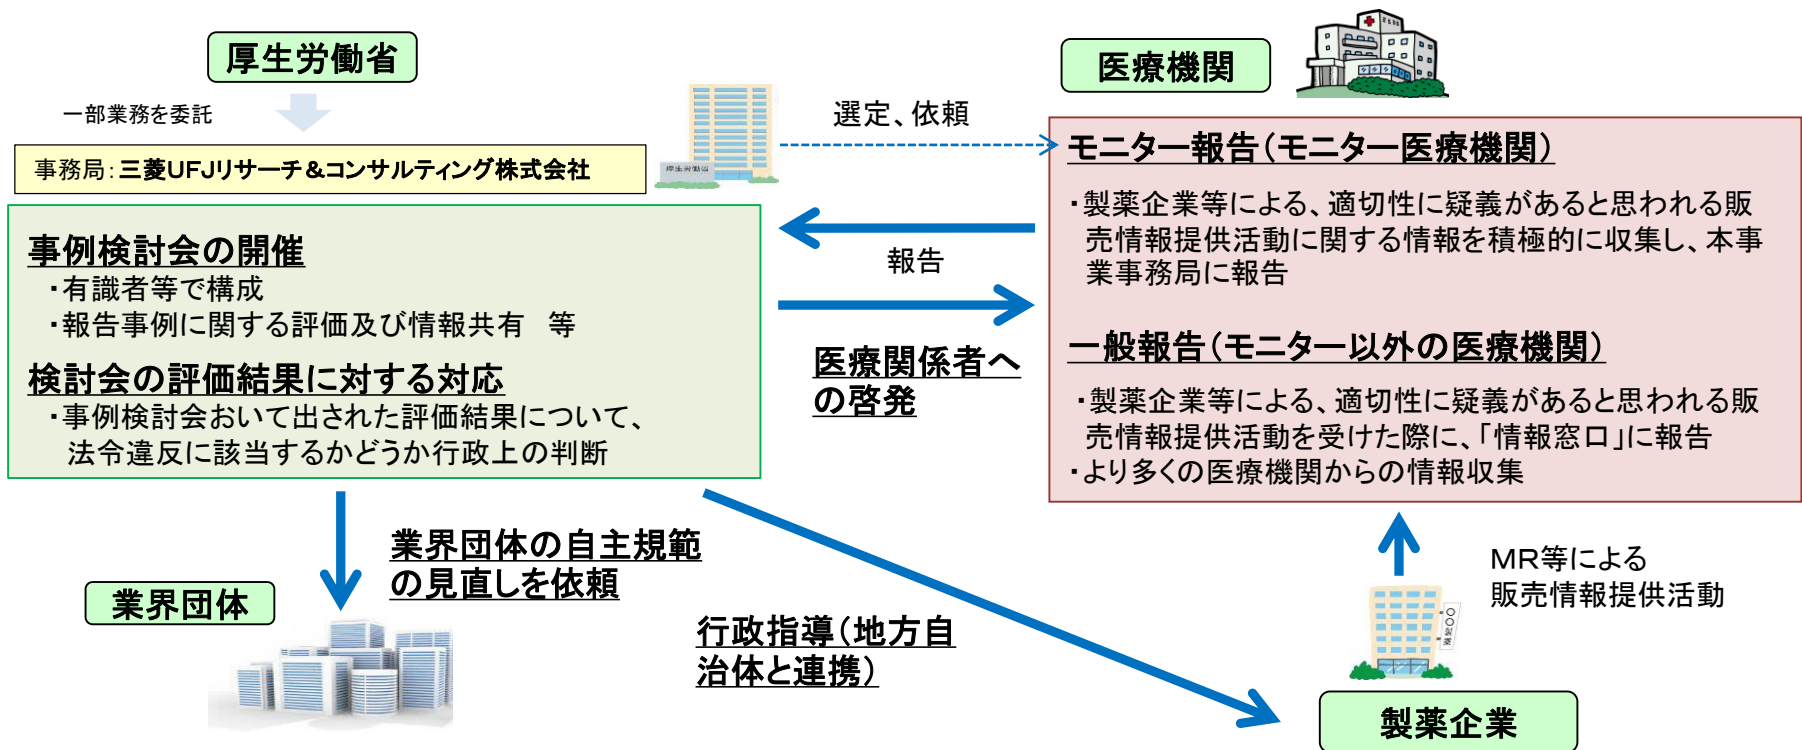 厚生労働省
一部業務を委託
事務局：三菱UFJリサーチ＆コンサルティング株式会社
厚生労働省
事例検討会の開催
・有識者等で構成
・報告事例に関する評価及び情報共有　等
検討会の評価結果に対する対応
・事例検討会おいて出された評価結果について、
法令違反に該当するかどうか行政上の判断
選定、依頼
報告
医療関係者へ
の啓発
医療機関
モニター報告（モニター医療機関）
・製薬企業等による、適切性に疑義があると思われる販
売情報提供活動に関する情報を積極的に収集し、本事
業事務局に報告
一般報告（モニター以外の医療機関）
・製薬企業等による、適切性に疑義があると思われる販
売情報提供活動を受けた際に、「情報窓口」に報告
・より多くの医療機関からの情報収集
業界団体の自主規範
の見直しを依頼
業界団体
行政指導（地方自
治体と連携）
MR等による
販売情報提供活動
〇〇製薬
製薬企業